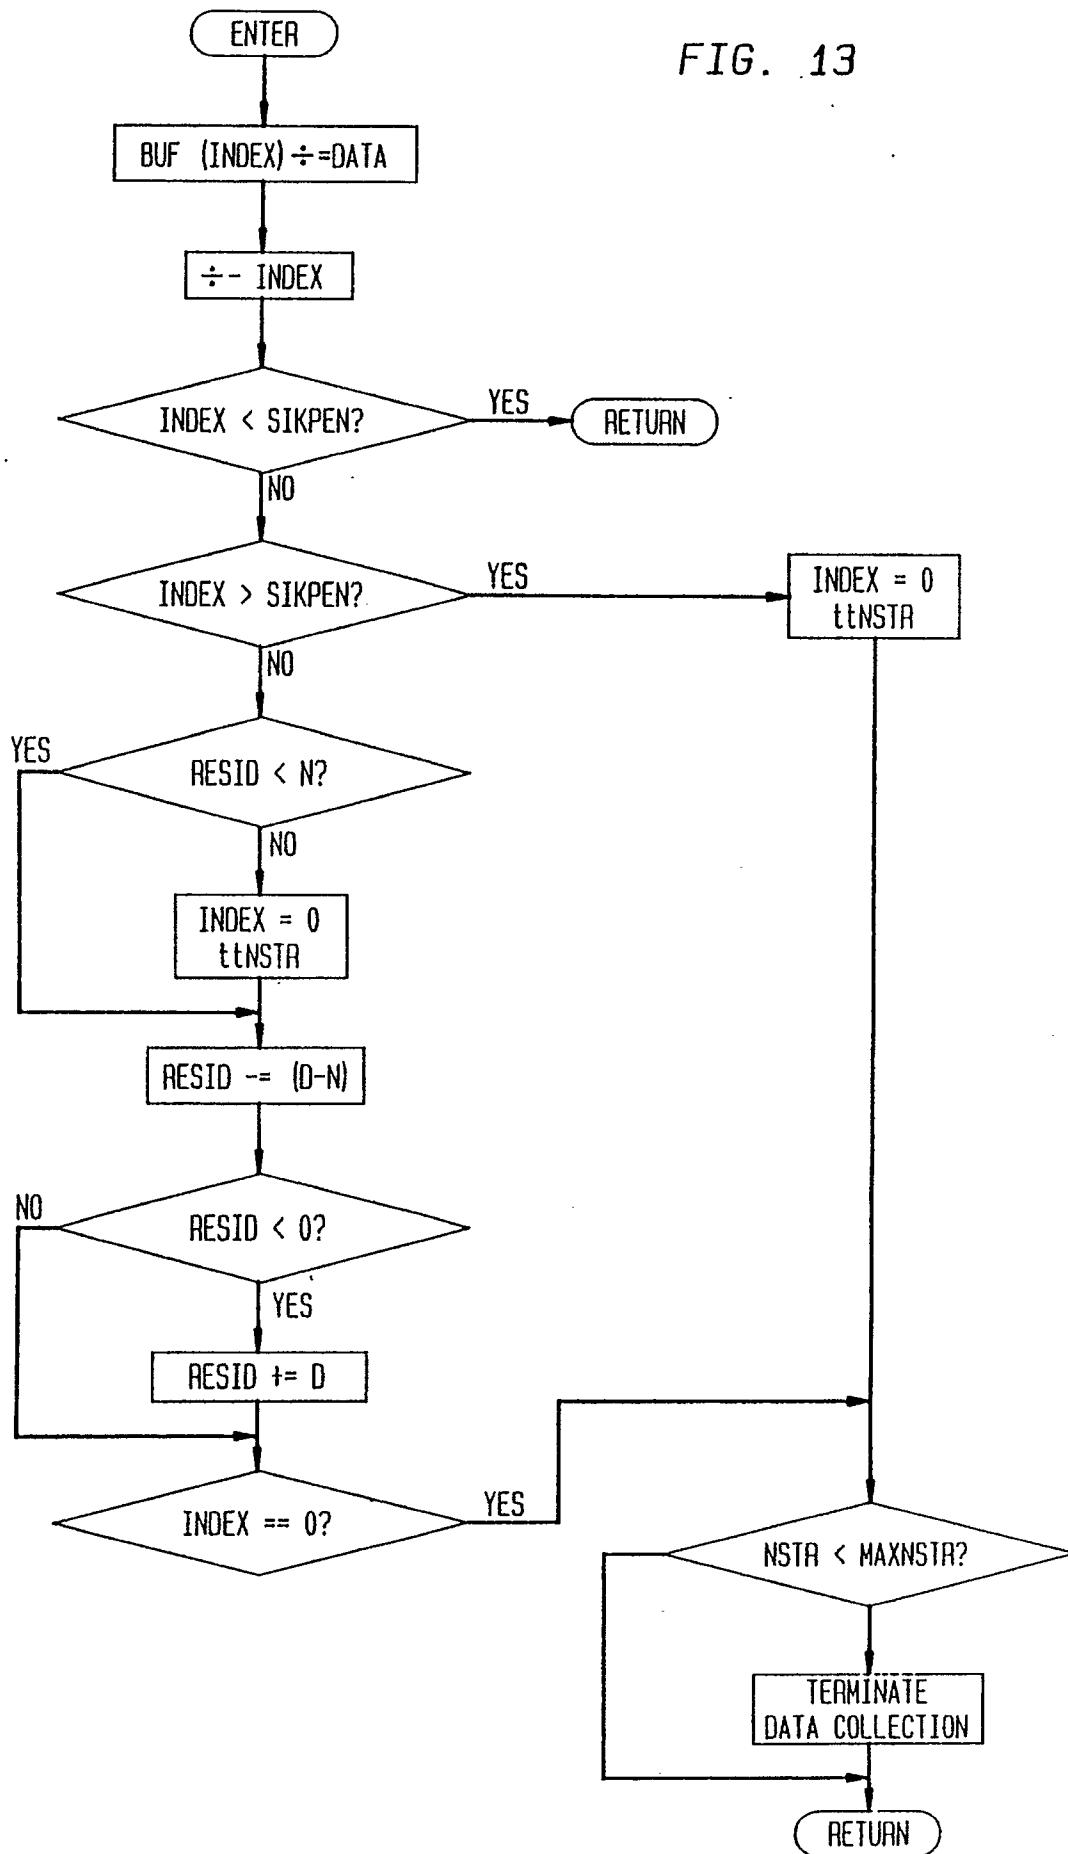 FIG. 13
ENTER
BUF (INDEX) ÷=DATA
÷- INDEX
INDEX < SIKPEN?
YES
RETURN
NO
INDEX > SIKPEN?
YES
INDEX = 0
ttNSTR
NO
RESID < N?
YES
NO
INDEX = 0
ttNSTR
RESID -= (D-N)
RESID < 0?
NO
YES
RESID += D
INDEX == 0?
YES
NSTR < MAXNSTR?
TERMINATE
DATA COLLECTION
RETURN